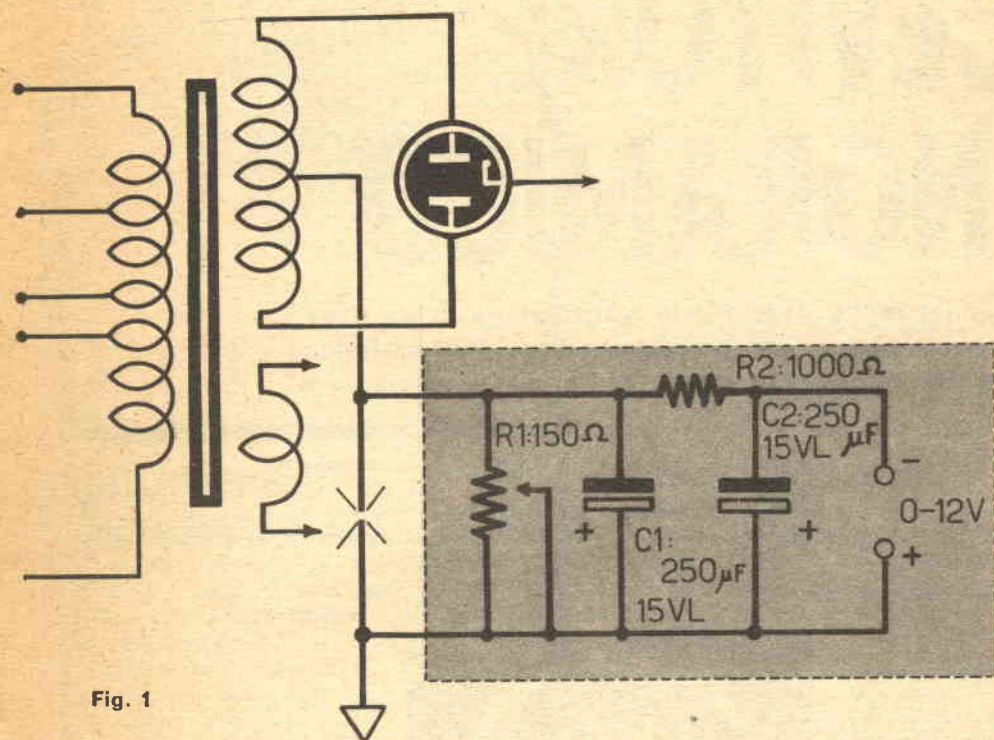 R2:1000Ω
R1:150Ω
C2:250
15VL µF
-
0-12V
+
+
+
C1:
250µF
15VL
Fig. 1